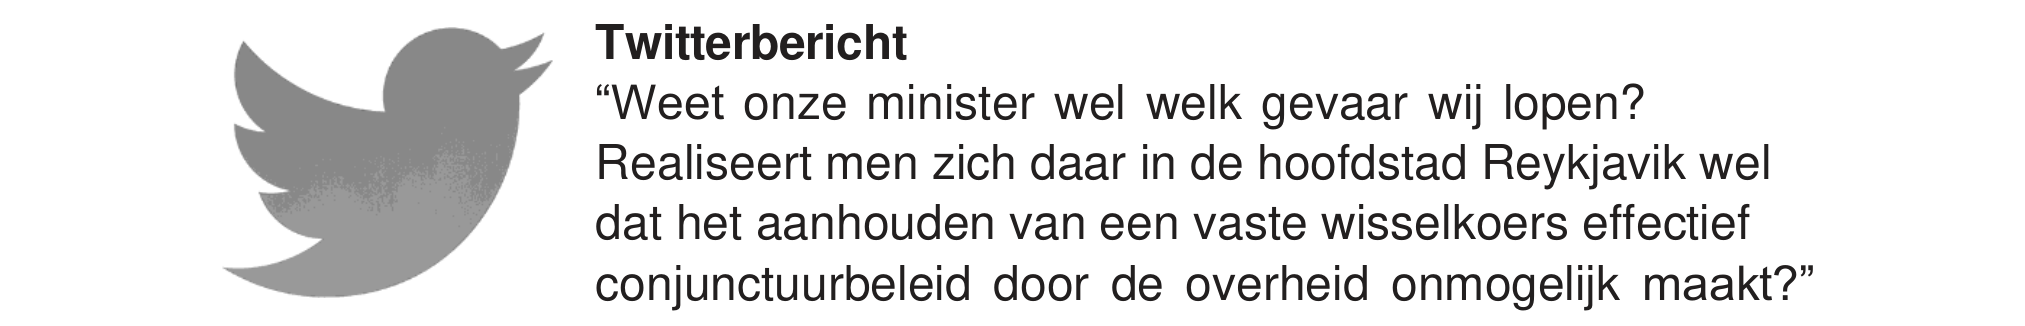 Twitterbericht
“Weet onze minister wel welk gevaar wij lopen?
Realiseert men zich daar in de hoofdstad Reykjavik wel
dat het aanhouden van een vaste wisselkoers effectief
conjunctuurbeleid door de overheid onmogelijk maakt?”